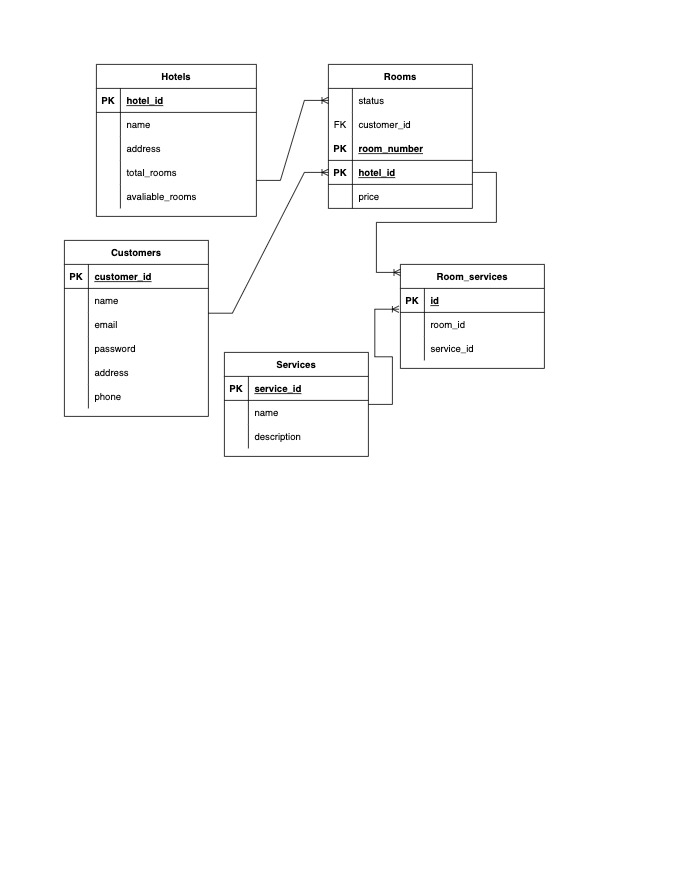 Hotels
PK hotel_id
name
address
total_rooms
avaliable_rooms
Rooms
status
FK customer_id
PK room_number
PK hotel_id
price
Customers
PK customer_id
name
email
password
address
phone
Room_services
PK id
room_id
service_id
Services
PK service_id
name
description